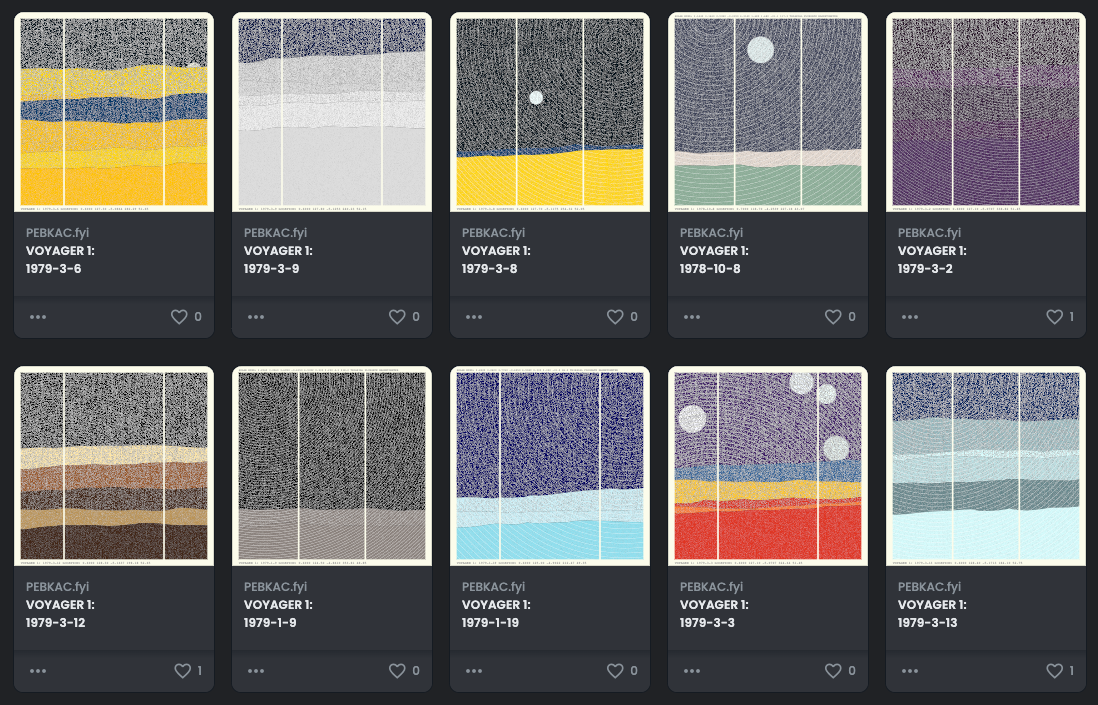 PEBKAC.fyi
VOYAGER 1:
1979-3-6
0
PEBKAC.fyi
VOYAGER 1:
1979-3-9
0
PEBKAC.fyi
VOYAGER 1:
1979-3-8
0
PEBKAC.fyi
VOYAGER 1:
1978-10-8
0
PEBKAC.fyi
VOYAGER 1:
1979-3-2
1
PEBKAC.fyi
VOYAGER 1:
1979-3-12
1
PEBKAC.fyi
VOYAGER 1:
1979-1-9
0
PEBKAC.fyi
VOYAGER 1:
1979-1-19
0
PEBKAC.fyi
VOYAGER 1:
1979-3-3
0
PEBKAC.fyi
VOYAGER 1:
1979-3-13
1